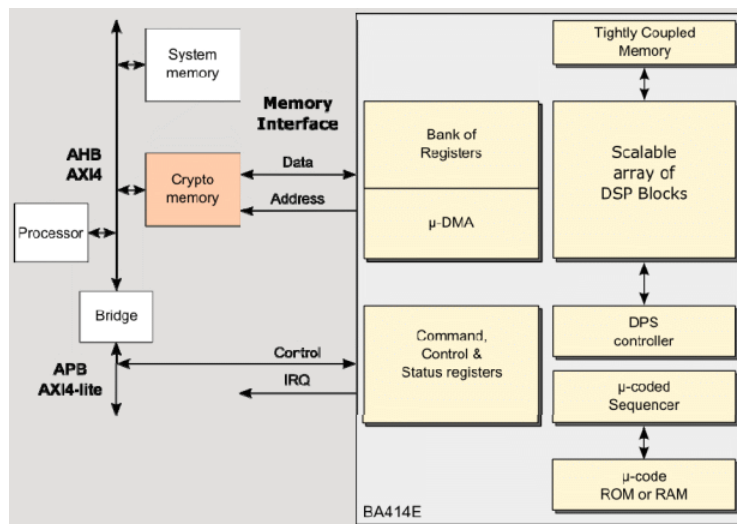 System
memory
Memory
Interface
AHB
AXI4
Crypto
memory
Data
Address
Processor
Bridge
APB
AXI4-lite
Control
IRQ
Tightly Coupled
Memory
Bank of
Registers
µ-DMA
Scalable
array of
DSP Blocks
Command,
Control &
Status registers
DPS
controller
µ-coded
Sequencer
µ-code
ROM or RAM
BA414E